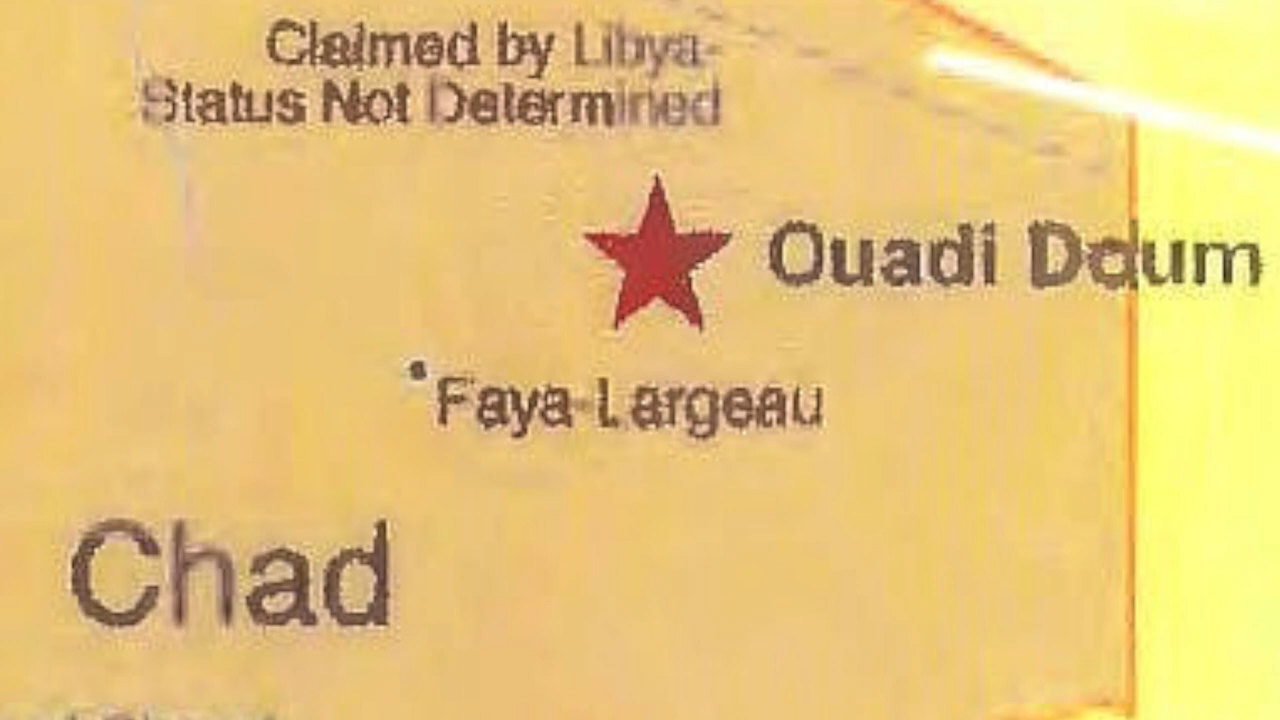 Claimed by Libya-
Status Not Determined
Ouadi Doum
Faya-Largeau
Chad